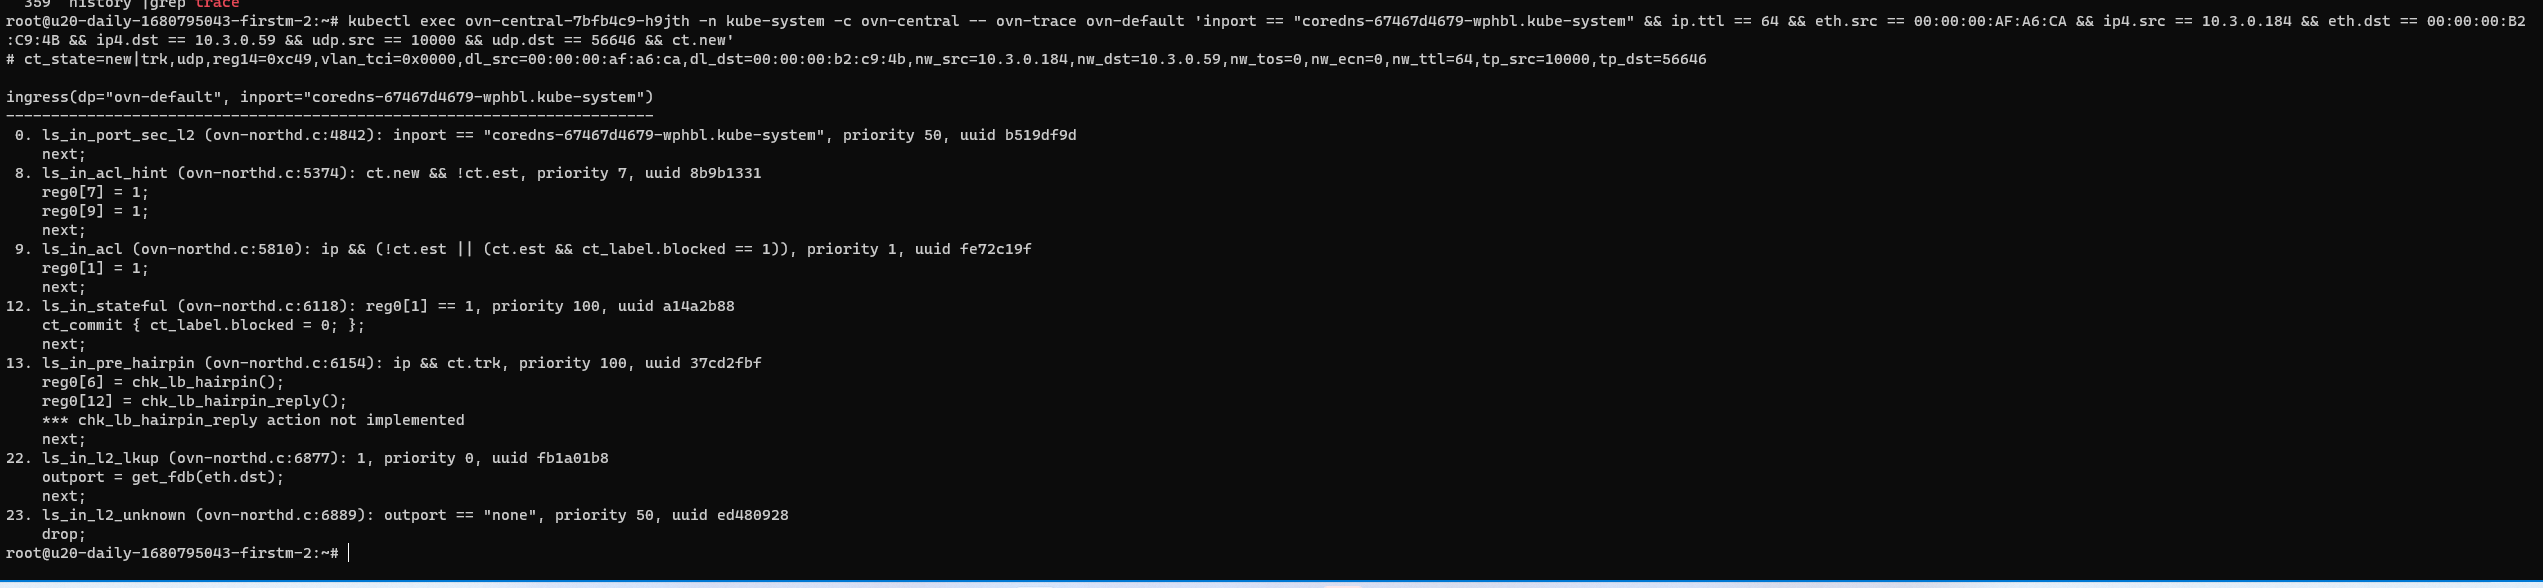 359  history |grep trace
root@u20-daily-1680795043-firstm-2:~# kubectl exec ovn-central-7bfb4c9-h9jth -n kube-system -c ovn-central -- ovn-trace ovn-default 'inport == "coredns-67467d4679-wphbl.kube-system" && ip.ttl == 64 && eth.src == 00:00:00:AF:A6:CA && ip4.src == 10.3.0.184 && eth.dst == 00:00:00:B2
:C9:4B && ip4.dst == 10.3.0.59 && udp.src == 10000 && udp.dst == 56646 && ct.new'
# ct_state=new|trk,udp,reg14=0xc49,vlan_tci=0x0000,dl_src=00:00:00:af:a6:ca,dl_dst=00:00:00:b2:c9:4b,nw_src=10.3.0.184,nw_dst=10.3.0.59,nw_tos=0,nw_ecn=0,nw_ttl=64,tp_src=10000,tp_dst=56646
ingress(dp="ovn-default", inport="coredns-67467d4679-wphbl.kube-system")
------------------------------------------------------------------------
 0. ls_in_port_sec_l2 (ovn-northd.c:4842): inport == "coredns-67467d4679-wphbl.kube-system", priority 50, uuid b519df9d
    next;
 8. ls_in_acl_hint (ovn-northd.c:5374): ct.new && !ct.est, priority 7, uuid 8b9b1331
    reg0[7] = 1;
    reg0[9] = 1;
    next;
 9. ls_in_acl (ovn-northd.c:5810): ip && (!ct.est || (ct.est && ct_label.blocked == 1)), priority 1, uuid fe72c19f
    reg0[1] = 1;
    next;
12. ls_in_stateful (ovn-northd.c:6118): reg0[1] == 1, priority 100, uuid a14a2b88
    ct_commit { ct_label.blocked = 0; };
    next;
13. ls_in_pre_hairpin (ovn-northd.c:6154): ip && ct.trk, priority 100, uuid 37cd2fbf
    reg0[6] = chk_lb_hairpin();
    reg0[12] = chk_lb_hairpin_reply();
    *** chk_lb_hairpin_reply action not implemented
    next;
22. ls_in_l2_lkup (ovn-northd.c:6877): 1, priority 0, uuid fb1a01b8
    outport = get_fdb(eth.dst);
    next;
23. ls_in_l2_unknown (ovn-northd.c:6889): outport == "none", priority 50, uuid ed480928
    drop;
root@u20-daily-1680795043-firstm-2:~#